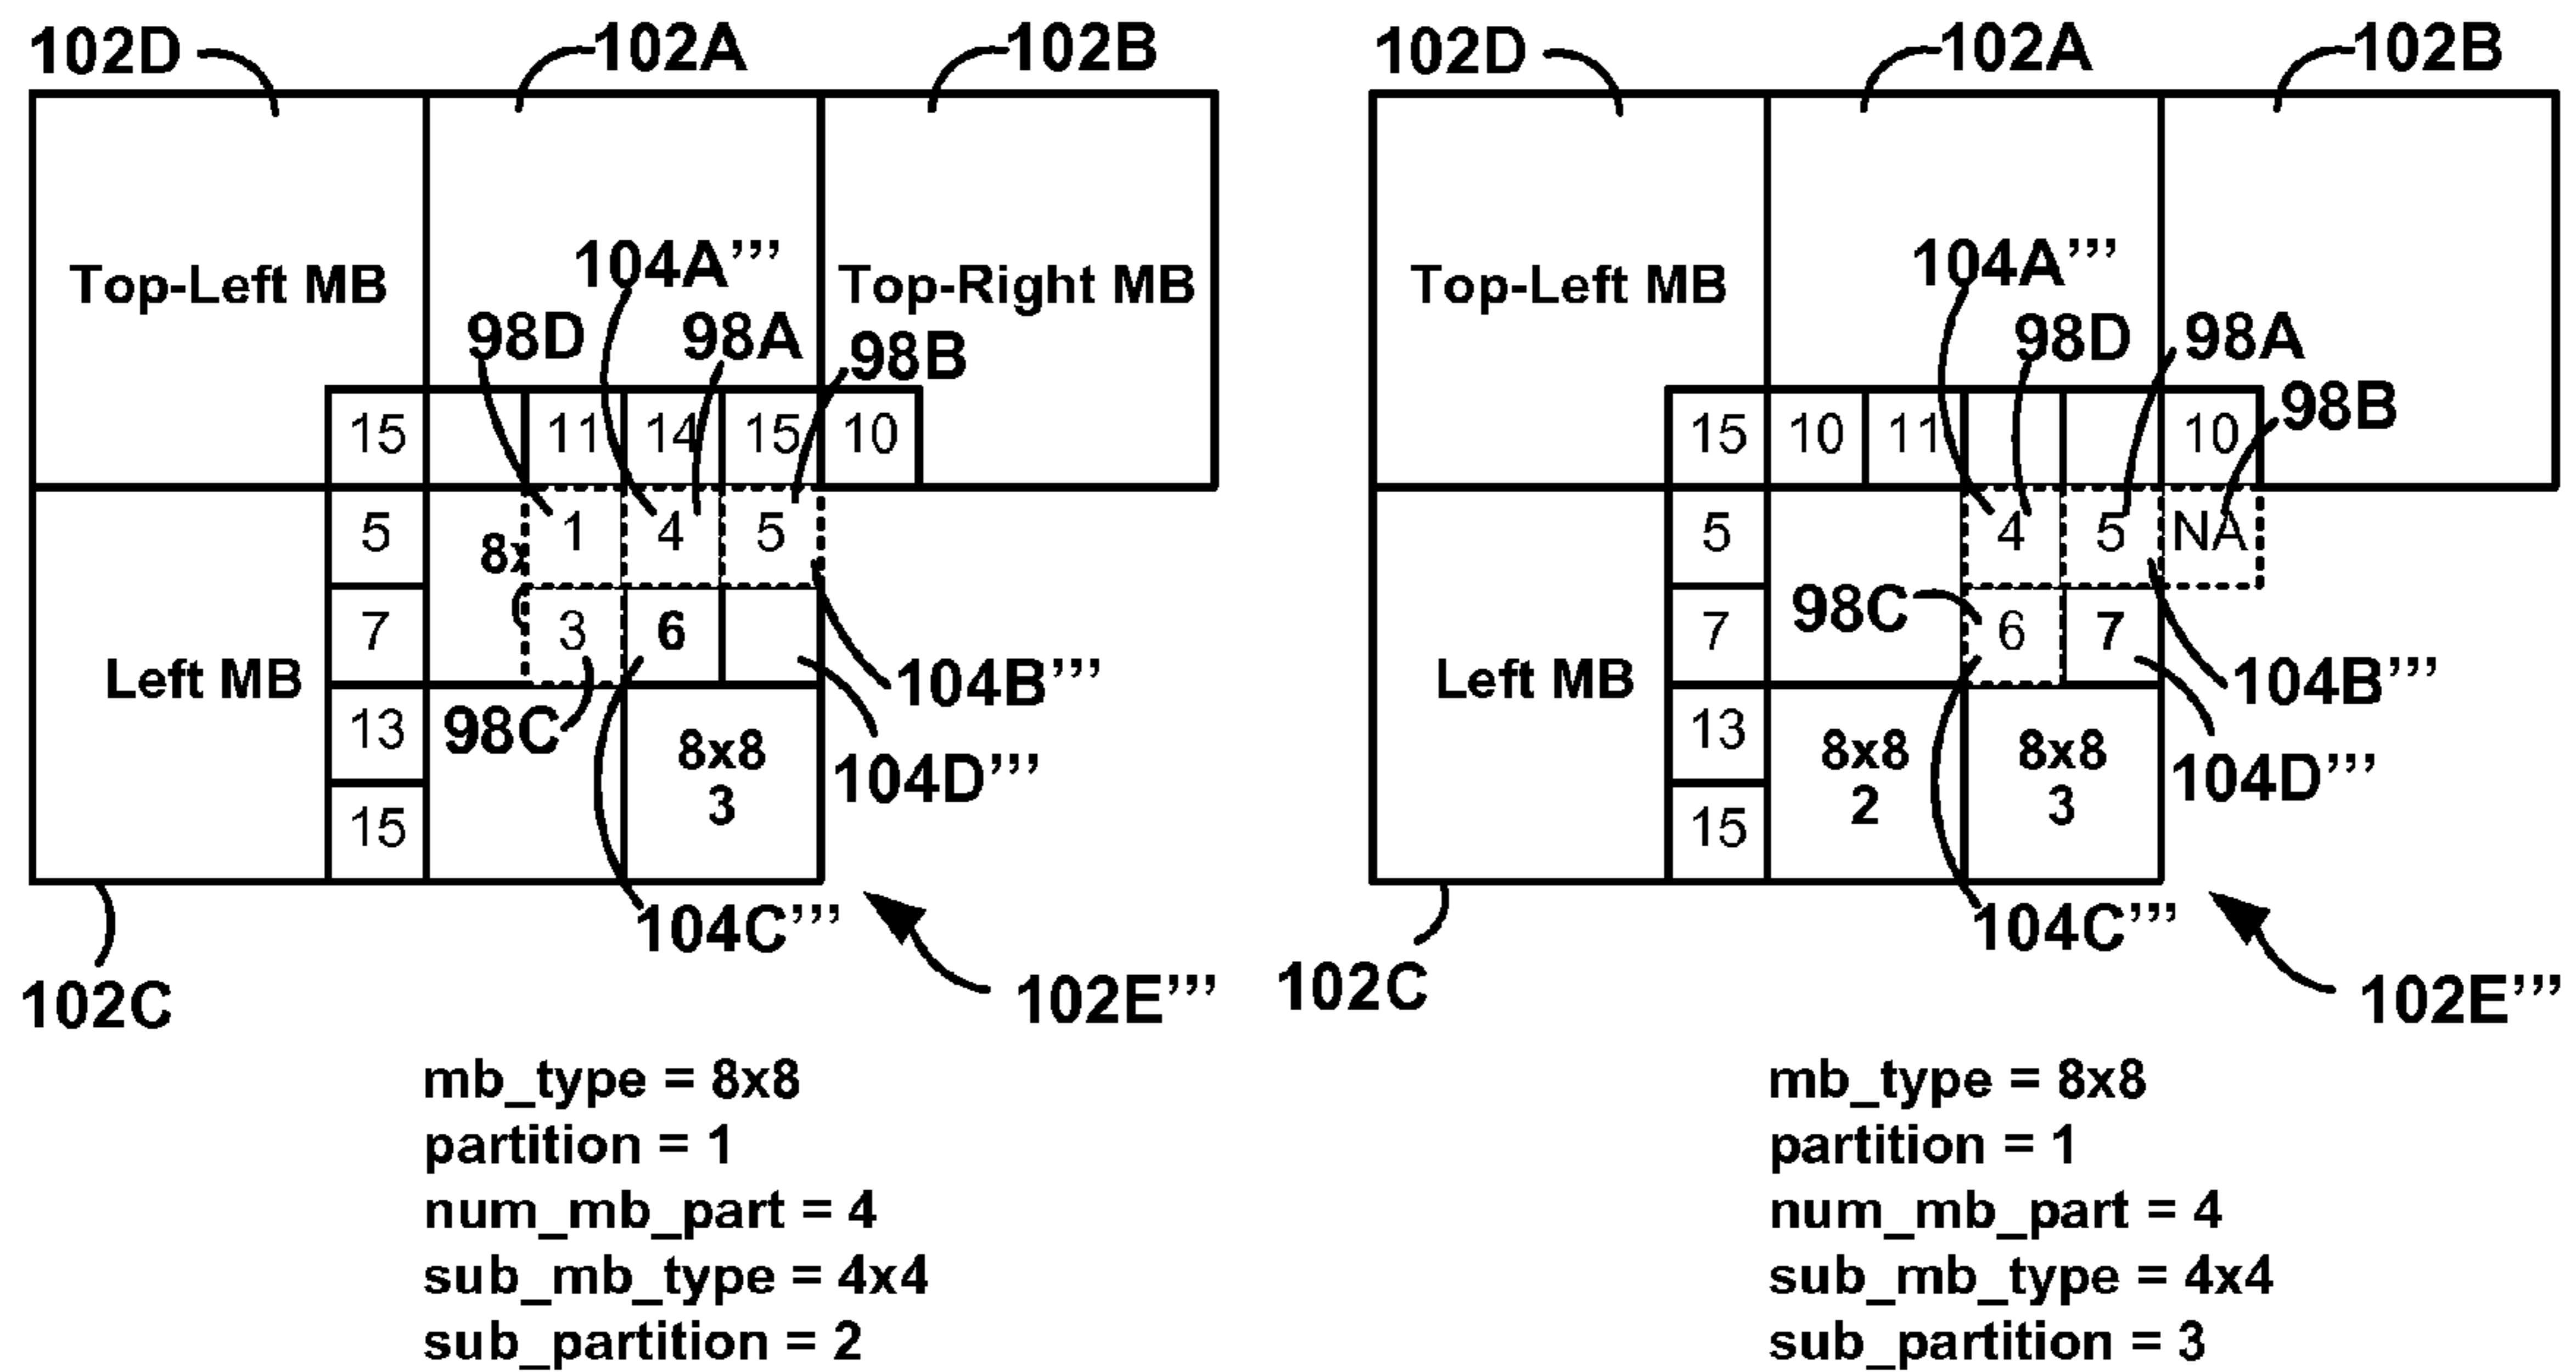 102D 102A 102B 102D 102A 102B
104A’’’ 104A’’’
Top-Left MB Top-Right MB Top-Left MB
98D 98A 98B 98D 98A
98B
15 11 14 15 10 15 10 11 10
5 1 4 5 5 4 5 NA
8x
7 3 6 7 98C 6 7
Left MB 104B’’’ Left MB 104B’’’
13 98C 8x8 13 8x8 8x8
104D’’’ 104D’’’
15 3 15 2 3
104C’’’ 104C’’’
102C 102E’’’ 102C 102E’’’
mb_type = 8x8
partition = 1
num_mb_part = 4
sub_mb_type = 4x4
sub_partition = 2
mb_type = 8x8
partition = 1
num_mb_part = 4
sub_mb_type = 4x4
sub_partition = 3